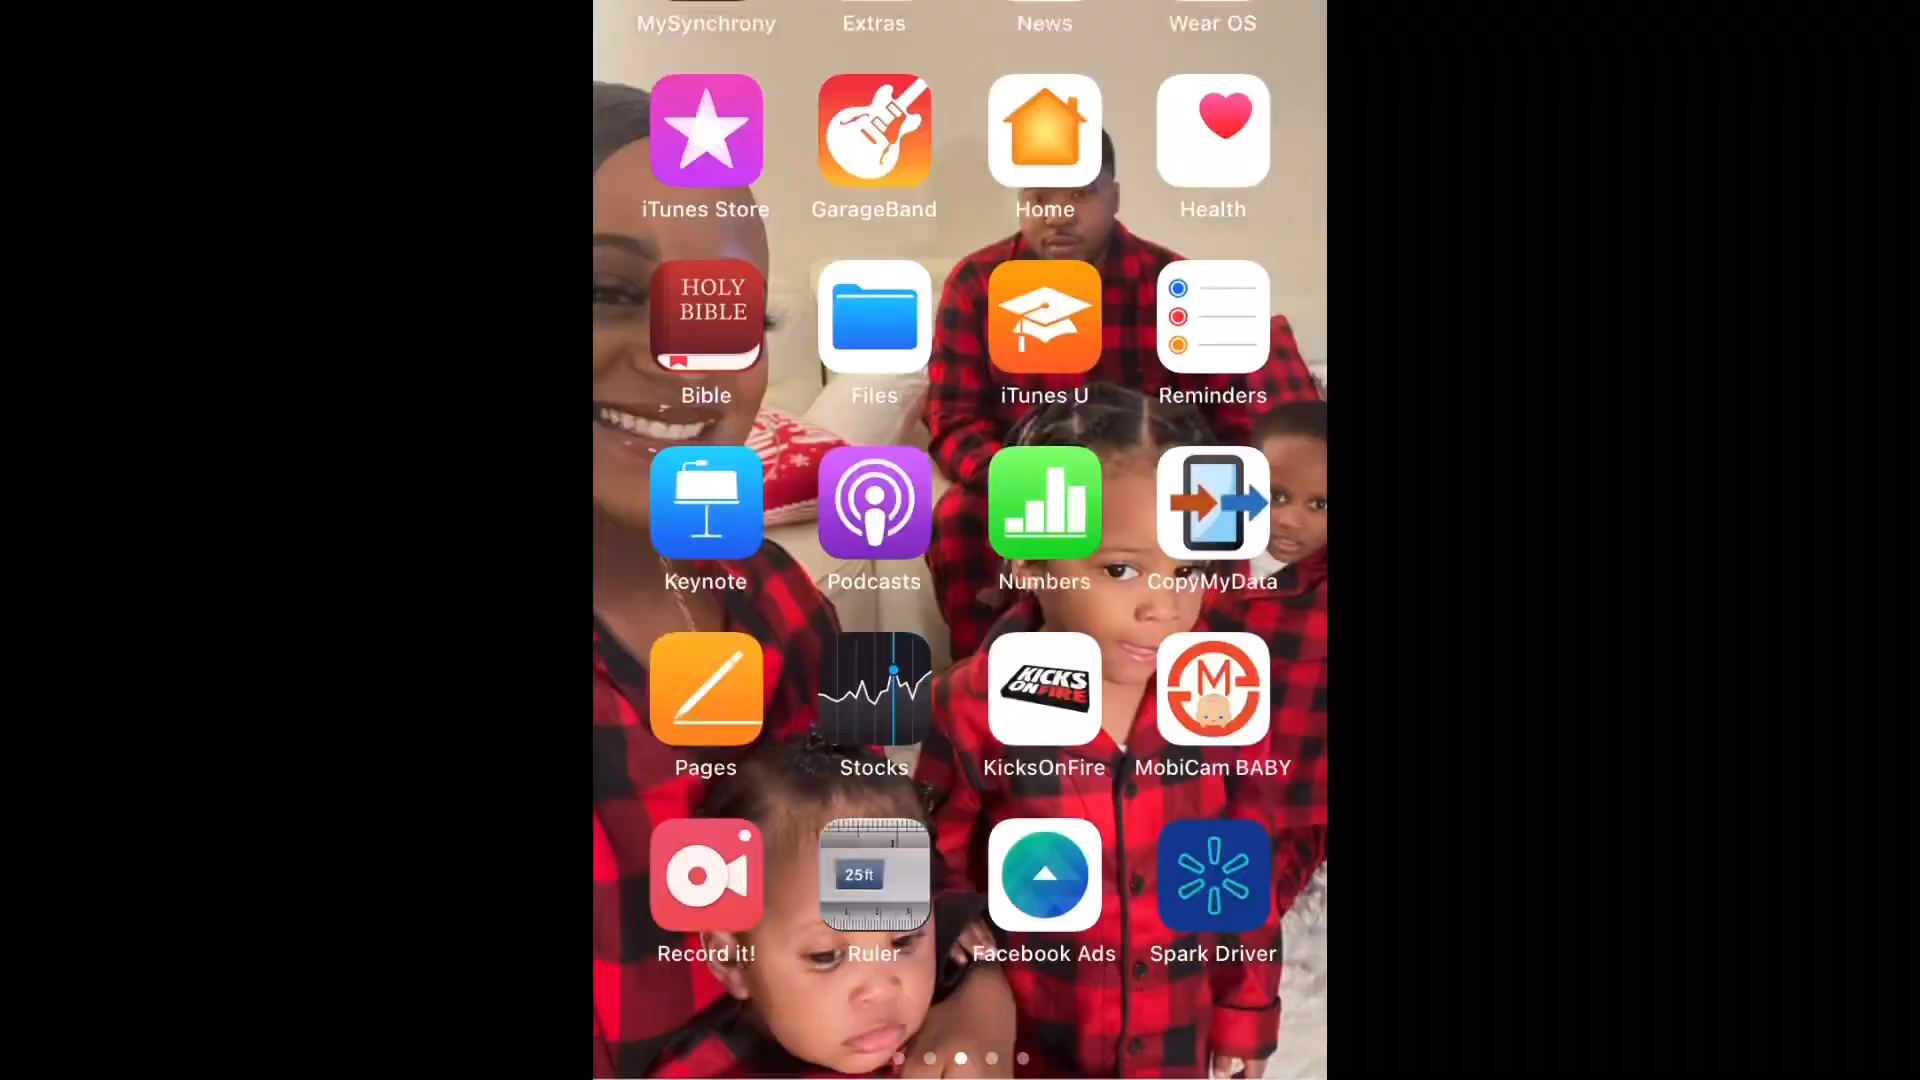 MySynchrony Extras News Wear OS
iTunes Store GarageBand Home Health
HOLY
BIBLE
Bible Files iTunes U Reminders
Keynote Podcasts Numbers CopyMyData
KICKS
ON FIRE
M
Pages Stocks KicksOnFire MobiCam BABY
25ft
Record it! Ruler Facebook Ads Spark Driver